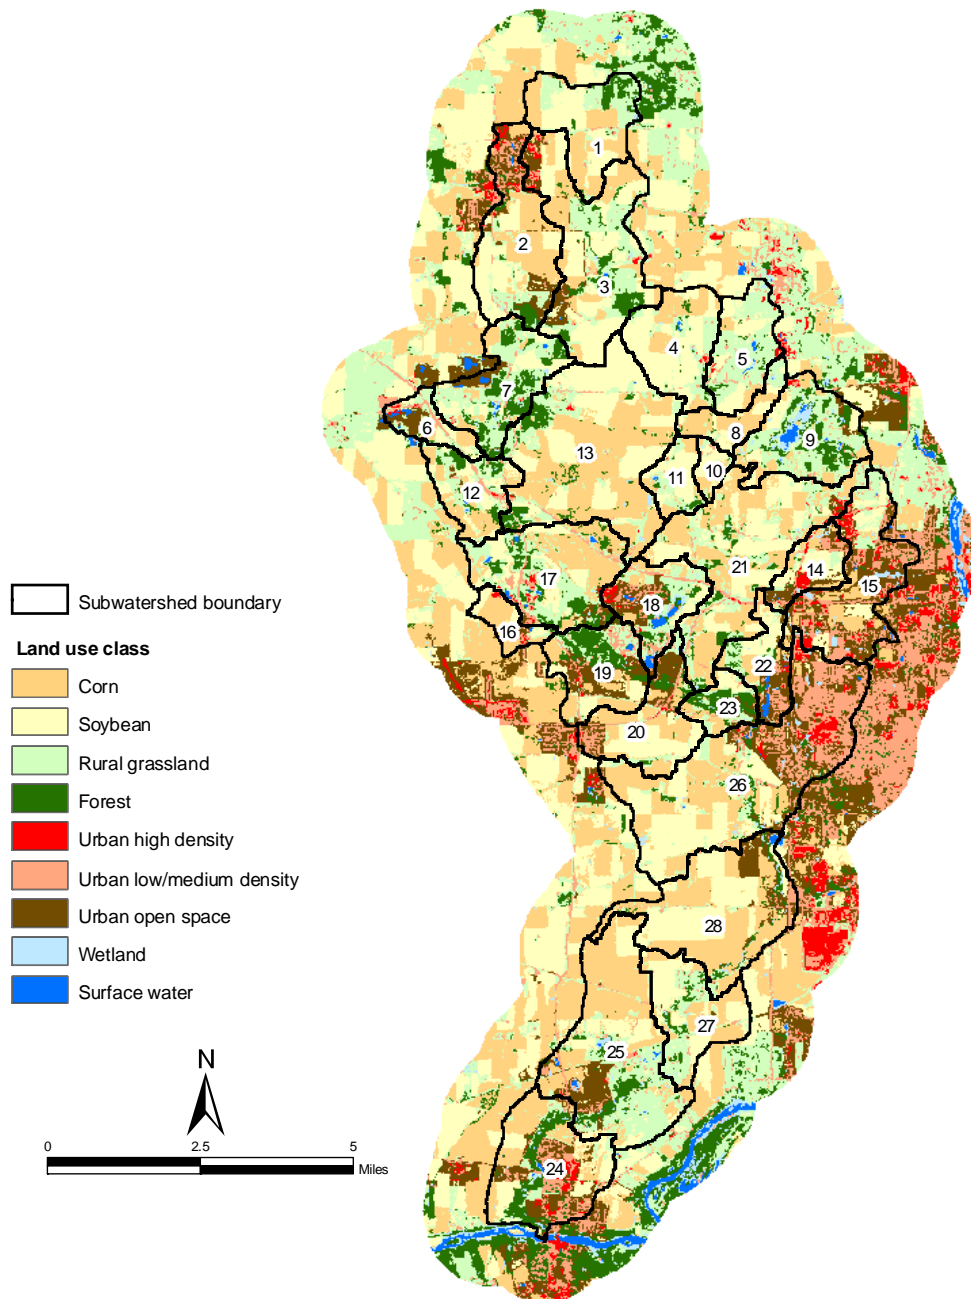 1
2
3
4
5
6
7
8
9
10
11
12
13
14
15
16
17
18
19
20
21
22
23
26
28
27
25
24
Subwatershed boundary
Land use class
Corn
Soybean
Rural grassland
Forest
Urban high density
Urban low/medium density
Urban open space
Wetland
Surface water
N
0 2.5 5
Miles